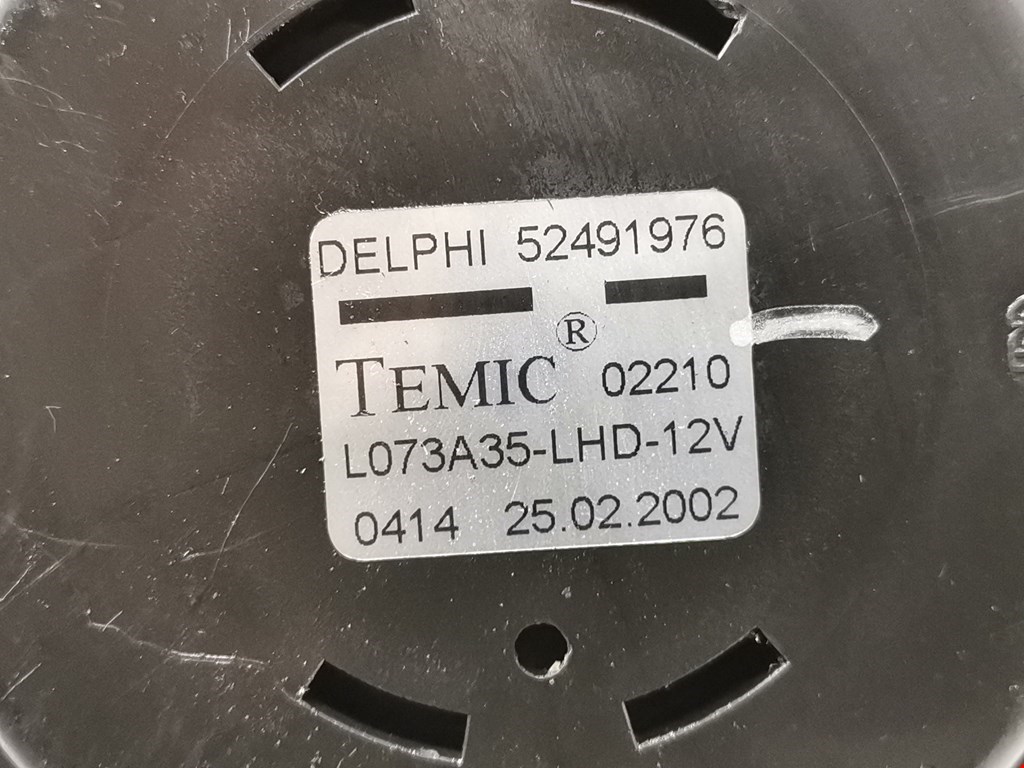 DELPHI 52491976
TEMIC® 02210
L073A35-LHD-12V
0414 25.02.2002